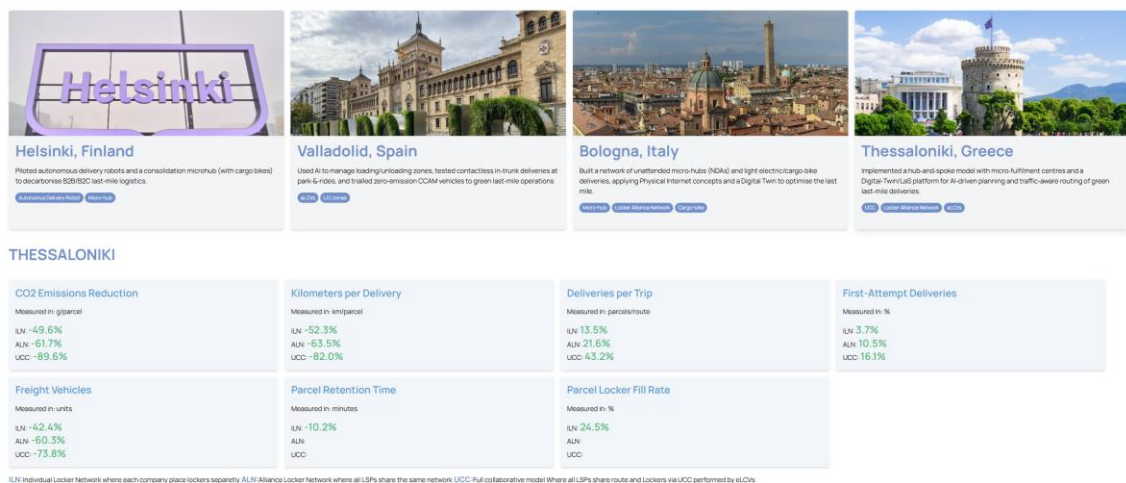 Helsinki
Helsinki, Finland
Piloted autonomous delivery robots and a consolidation microhub (with cargo bikes)
to decarbonise B2B/B2C last-mile logistics.
Autonomous Delivery Robot Micro-hub
Valladolid, Spain
Used AI to manage loading/unloading zones, tested contactless in-trunk deliveries at
park-&-rides, and trialled zero-emission CCAM vehicles to green last-mile operations
eLCVs L/U zones
Bologna, Italy
Built a network of unattended micro-hubs (NDAs) and light electric/cargo-bike
deliveries, applying Physical Internet concepts and a Digital Twin to optimise the last
mile.
Micro-hub Locker Alliance Network Cargo-bike
Thessaloniki, Greece
Implemented a hub-and-spoke model with micro-fulfilment centres and a
Digital-Twin/LaaS platform for AI-driven planning and traffic-aware routing of green
last-mile deliveries.
UCC Locker Alliance Network eLCVs
THESSALONIKI
CO2 Emissions Reduction
Measured in: g/parcel
ILN: -49.6%
ALN: -61.7%
UCC: -89.6%
Kilometers per Delivery
Measured in: km/parcel
ILN: -52.3%
ALN: -63.5%
UCC: -82.0%
Deliveries per Trip
Measured in: parcels/route
ILN: 13.5%
ALN: 21.6%
UCC: 43.2%
First-Attempt Deliveries
Measured in: %
ILN: 3.7%
ALN: 10.5%
UCC: 16.1%
Freight Vehicles
Measured in: units
ILN: -42.4%
ALN: -60.3%
UCC: -73.8%
Parcel Retention Time
Measured in: minutes
ILN: -10.2%
ALN:
UCC:
Parcel Locker Fill Rate
Measured in: %
ILN: 24.5%
ALN:
UCC:
ILN: Individual Locker Network where each company place lockers separetly ALN: Alliance Locker Network where all LSPs share the same network UCC: Full collaborative model Where all LSPs share route and Lockers via UCC performed by eLCVs